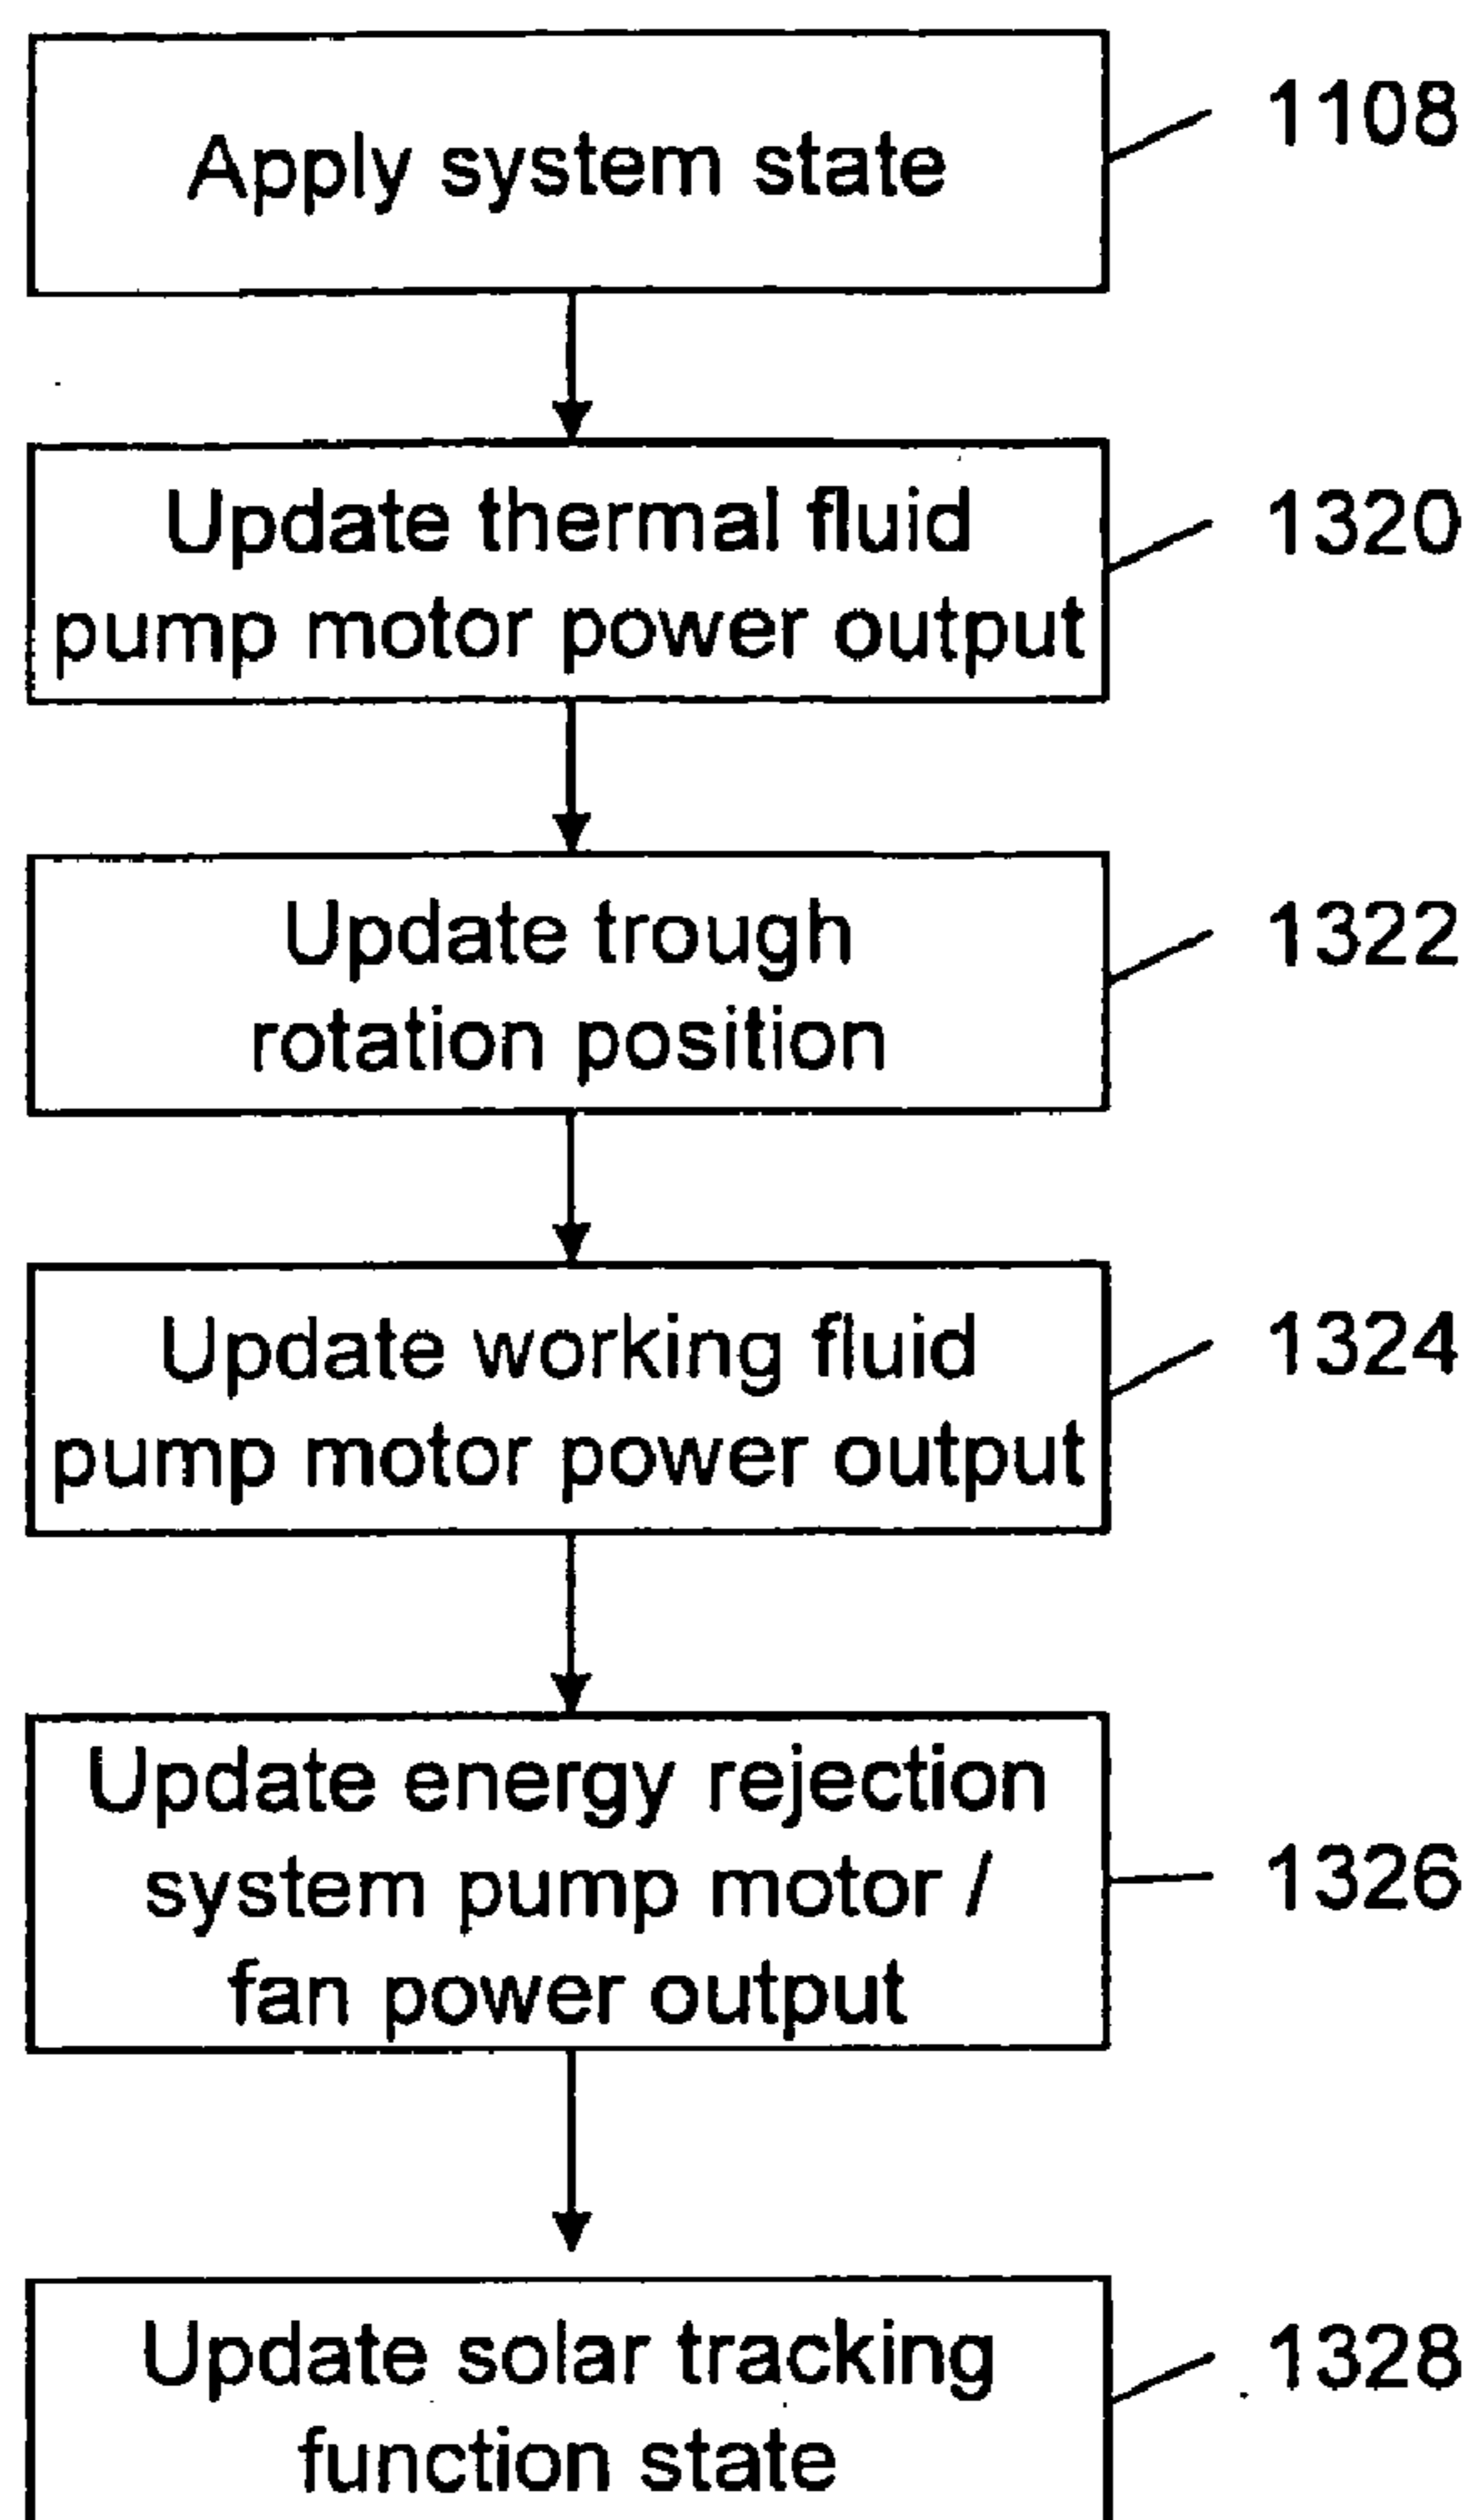 Apply system state
1108
Update thermal fluid
pump motor power output
1320
Update trough
rotation position
1322
Update working fluid
pump motor power output
1324
Update energy rejection
system pump motor /
fan power output
1326
Update solar tracking
function state
1328